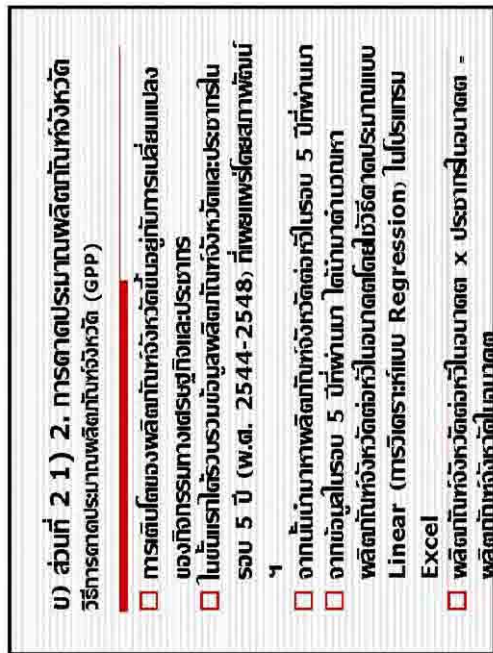 ข) ส่วนที่ 2 1) 2. การคาดประมาณผลิตภัณฑ์จังหวัด
วิธีการคาดประมาณผลิตภัณฑ์จังหวัด (GPP)
การเติบโตของผลิตภัณฑ์จังหวัดขึ้นอยู่กับการเปลี่ยนแปลง
ของกิจกรรมทางเศรษฐกิจและประชากร
ในขั้นแรกได้รวบรวมข้อมูลผลิตภัณฑ์จังหวัดและประชากรใน
รอบ 5 ปี (พ.ศ. 2544-2548) ที่เผยแพร่โดยสภาพัฒน์
ฯ
จากนั้นนำมาหาผลิตภัณฑ์จังหวัดต่อหัวในรอบ 5 ปีที่ผ่านมา
จากข้อมูลในรอบ 5 ปีที่ผ่านมา ได้นำมาคำนวณหา
ผลิตภัณฑ์จังหวัดต่อหัวในอนาคตโดยใช้วิธีคาดประมาณแบบ
Linear (การวิเคราะห์แบบ Regression) ในโปรแกรม
Excel
ผลิตภัณฑ์จังหวัดต่อหัวในอนาคต x ประชากรในอนาคต =
ผลิตภัณฑ์จังหวัดในอนาคต